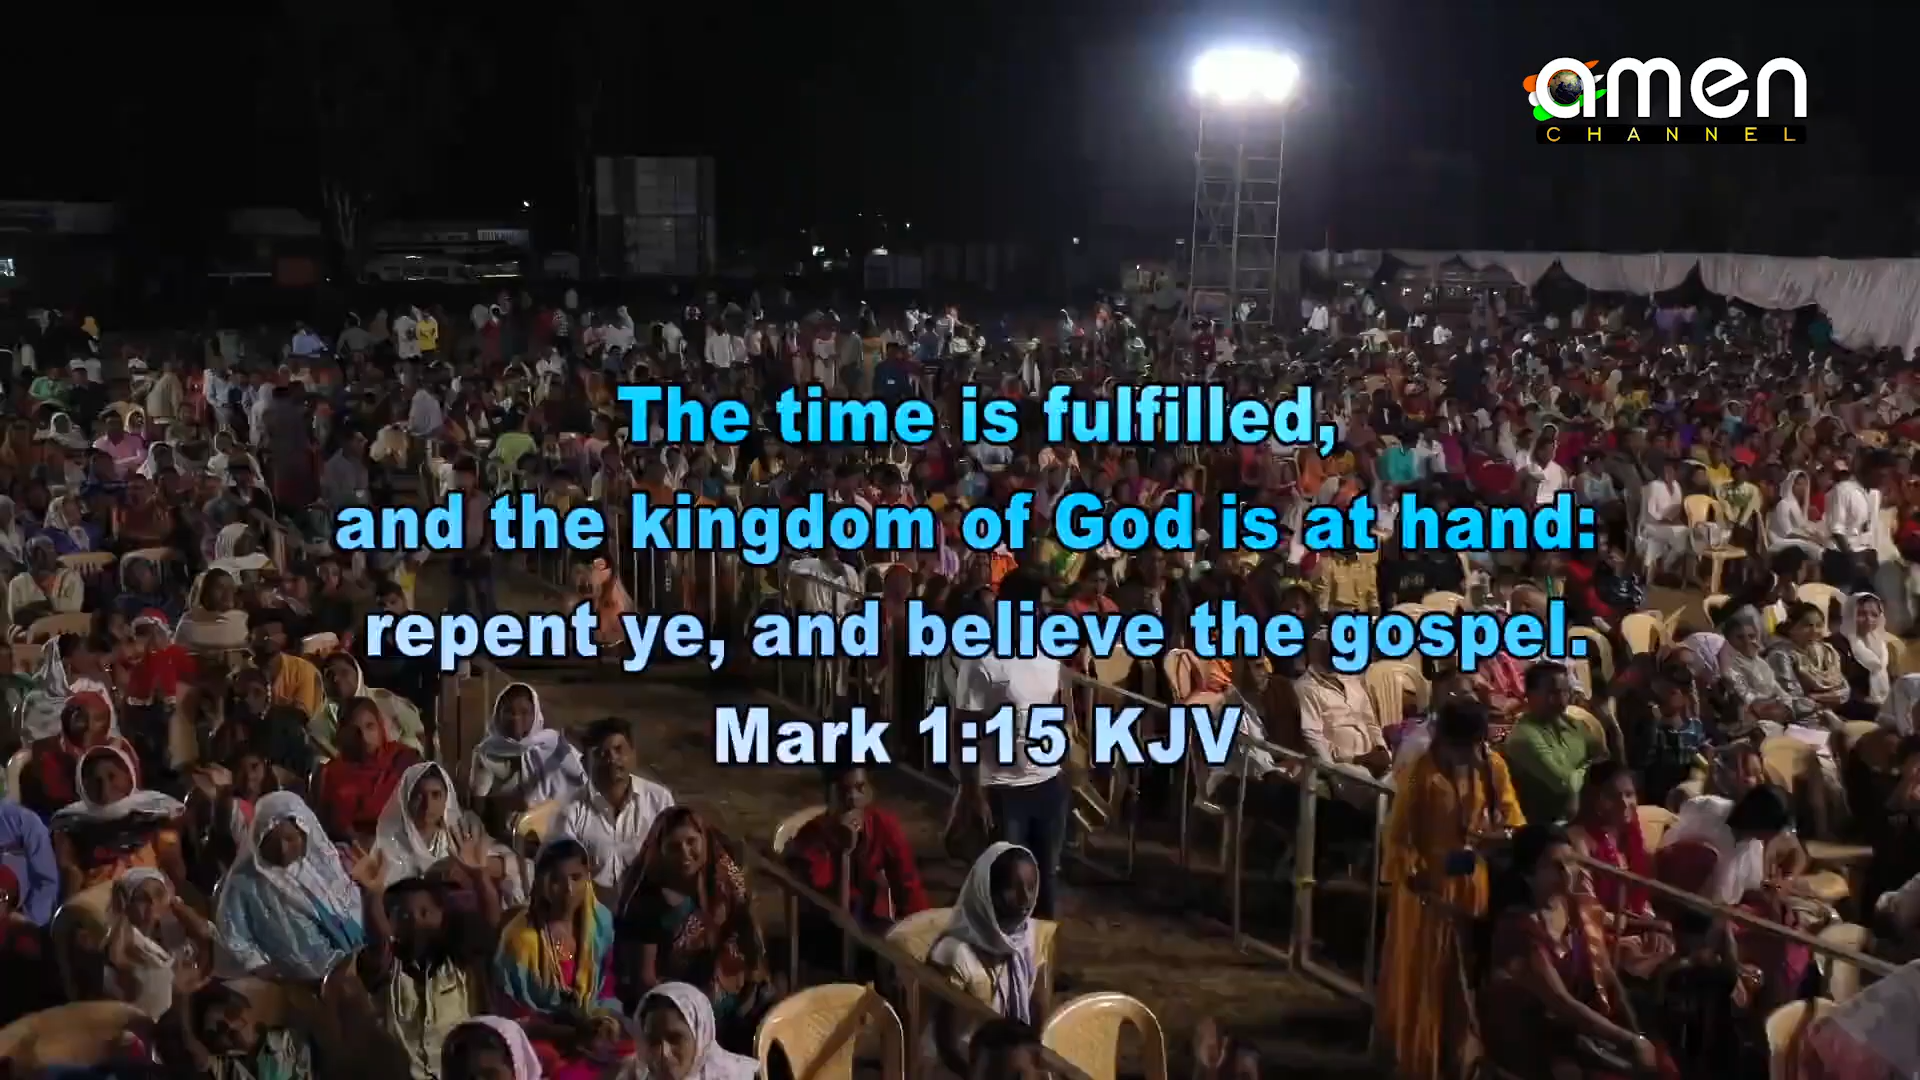 amen
CHANNEL
The time is fulfilled,
and the kingdom of God is at hand:
repent ye, and believe the gospel.
Mark 1:15 KJV